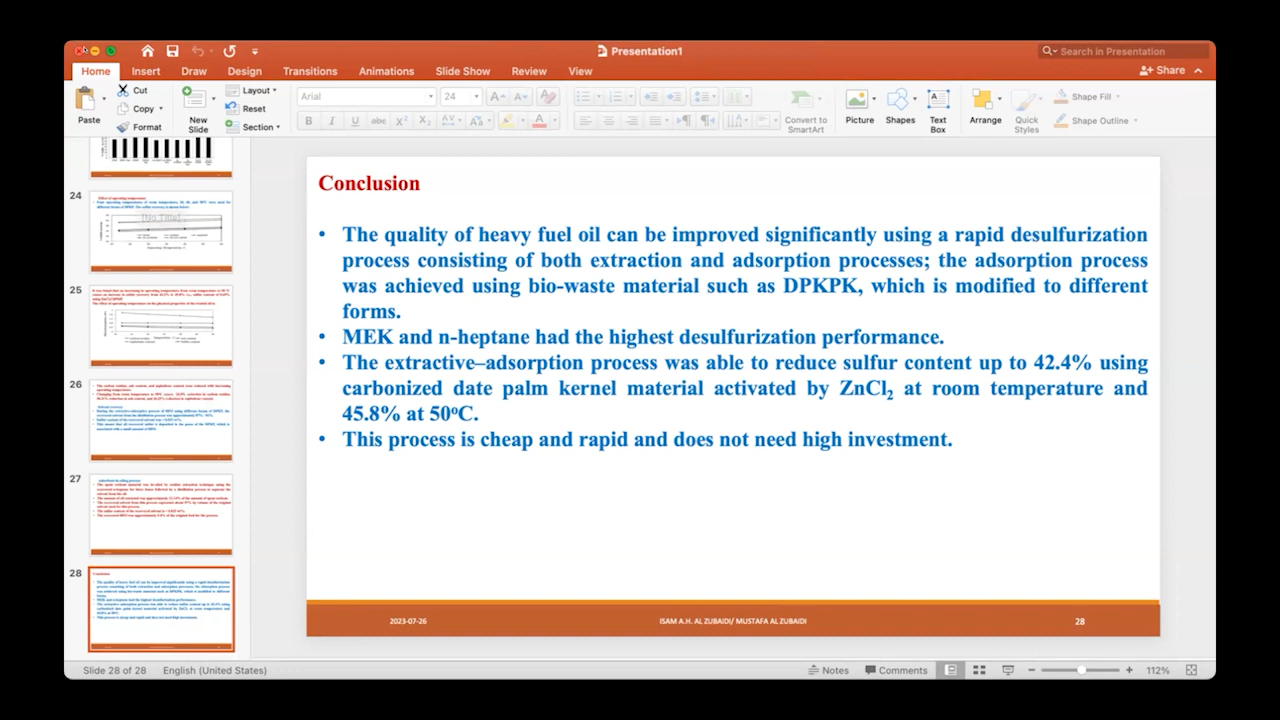 Presentation1
Search in Presentation
Home Insert Draw Design Transitions Animations Slide Show Review View
Share
Paste
Cut
Copy
Format
New
Slide
Layout
Reset
Section
Arial
24
Convert to
SmartArt
Picture
Shapes
Text
Box
Arrange
Quick
Styles
Shape Fill
Shape Outline
24
25
26
27
28
Conclusion
• The quality of heavy fuel oil can be improved significantly using a rapid desulfurization
process consisting of both extraction and adsorption processes; the adsorption process
was achieved using bio-waste material such as DPKPK, which is modified to different
forms.
• MEK and n-heptane had the highest desulfurization performance.
• The extractive–adsorption process was able to reduce sulfur content up to 42.4% using
carbonized date palm kernel material activated by ZnCl₂ at room temperature and
45.8% at 50ºC.
• This process is cheap and rapid and does not need high investment.
2023-07-26
ISAM A.H. AL ZUBAIDI/ MUSTAFA AL ZUBAIDI
28
Slide 28 of 28
English (United States)
Notes
Comments
112%